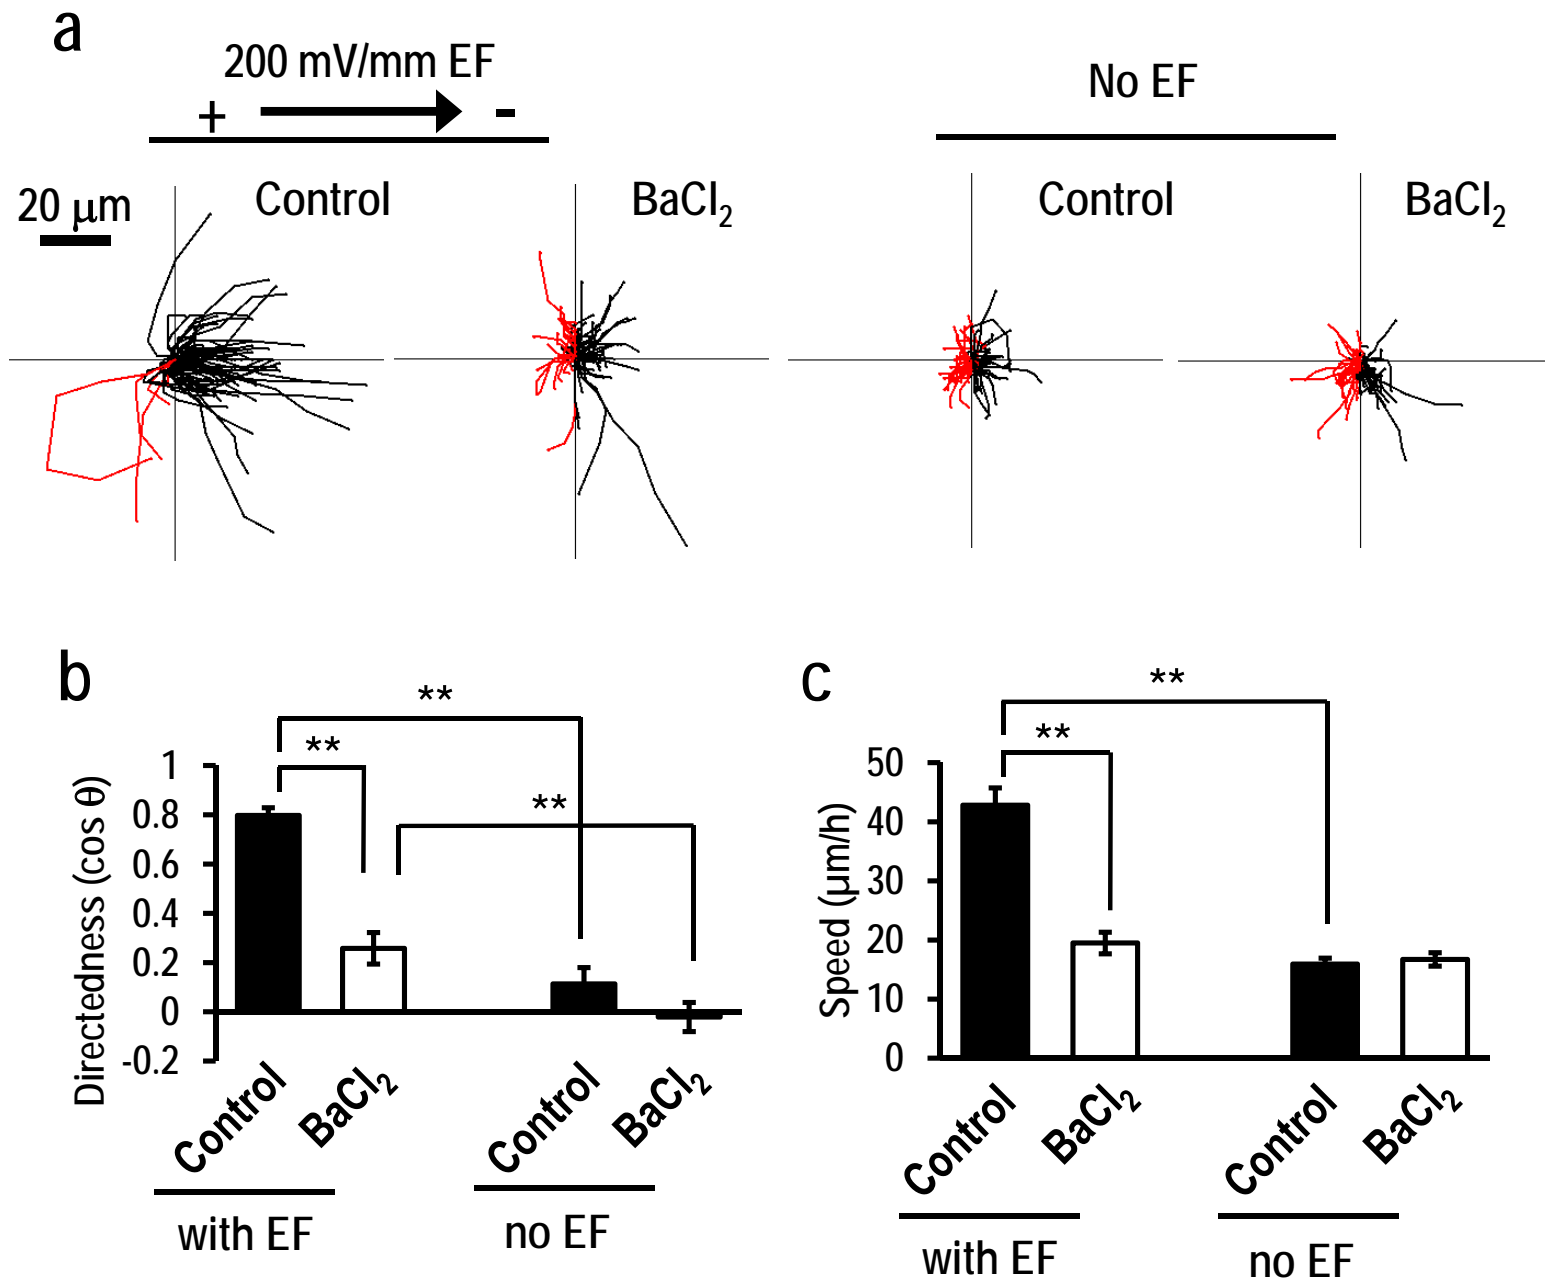 a
200 mV/mm EF
+ -
No EF
20 μm
Control
BaCl₂
Control
BaCl₂
b
**
**
**
Directedness (cos θ)
1
0.8
0.6
0.4
0.2
0
-0.2
Control
BaCl₂
Control
BaCl₂
with EF
no EF
c
**
**
Speed (μm/h)
50
40
30
20
10
0
Control
BaCl₂
Control
BaCl₂
with EF
no EF